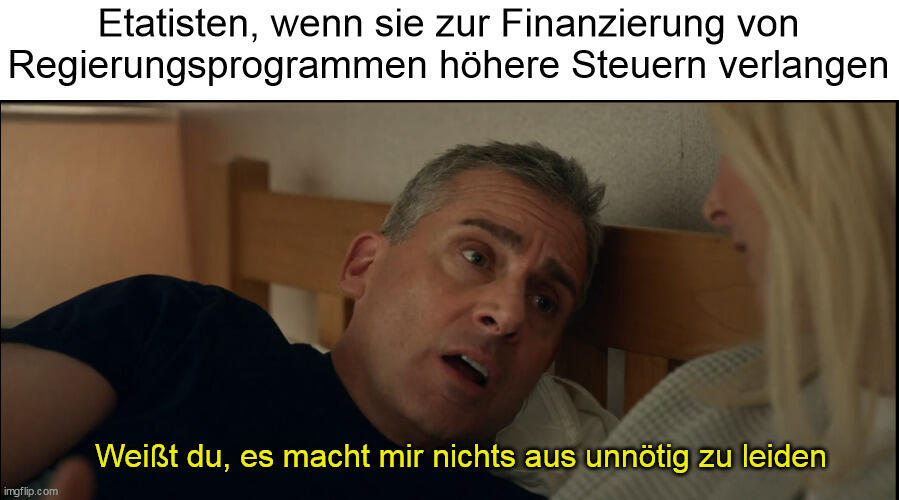 Etatisten, wenn sie zur Finanzierung von
Regierungsprogrammen höhere Steuern verlangen
Weißt du, es macht mir nichts aus unnötig zu leiden
imgflip.com